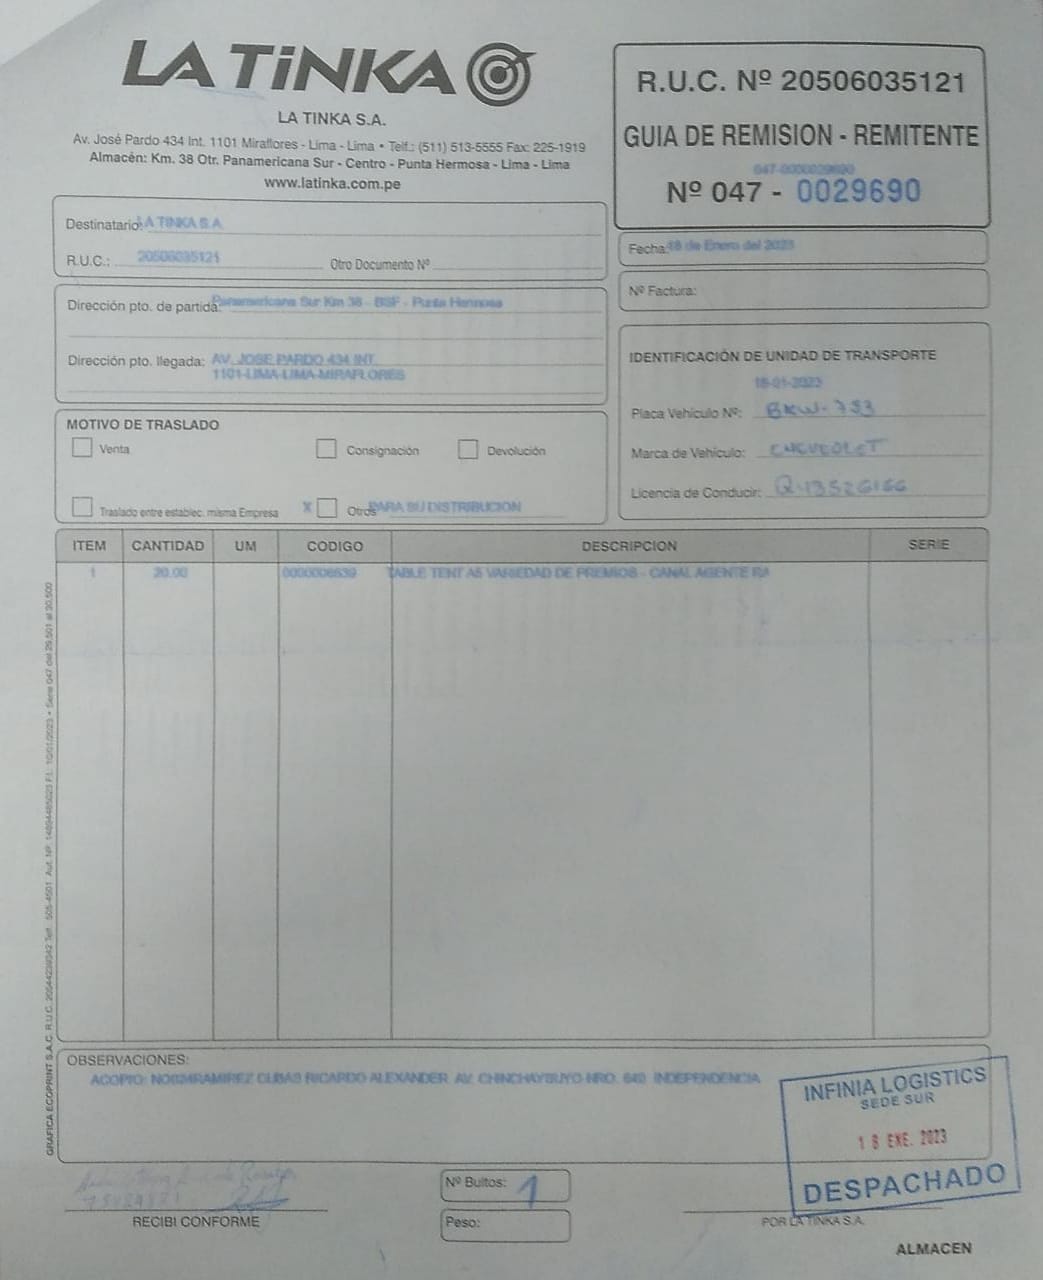 LA TiNKA
LA TINKA S.A.
Av. José Pardo 434 Int. 1101 Miraflores - Lima - Lima • Telf.: (511) 513-5555 Fax: 225-1919
Almacén: Km. 38 Otr. Panamericana Sur - Centro - Punta Hermosa - Lima - Lima
www.latinka.com.pe
R.U.C. Nº 20506035121
GUIA DE REMISION - REMITENTE
047-0000029690
Nº 047 - 0029690
Destinatario: LA TINKA S.A.
R.U.C.: 20506035121 Otro Documento Nº
Fecha: 18 de Enero del 2023
Nº Factura:
Dirección pto. de partida: Panamericana Sur Km 38 - BSF - Punta Hermosa
Dirección pto. llegada: AV. JOSE PARDO 434 INT.
1101-LIMA-LIMA-MIRAFLORES
IDENTIFICACIÓN DE UNIDAD DE TRANSPORTE
18-01-2023
Placa Vehículo Nº: BKW-753
Marca de Vehículo: CHEVROLET
Licencia de Conducir: Q-13526166
MOTIVO DE TRASLADO
Venta Consignación Devolución
Traslado entre establec. misma Empresa X Otros PARA SU DISTRIBUCION
ITEM CANTIDAD UM CODIGO DESCRIPCION SERIE
1 20.00 0000008639 TABLE TENT A5 VARIEDAD DE PREMIOS - CANAL AGENTE RA
GRAFICA ECOPRINT S.A.C. R.U.C. 20544239342 Telf.: 505-4501 Aut. NP. 14894485023 F.I.: 10/01/2023 • Serie 047 del 29,501 al 30,500
OBSERVACIONES:
ACOPIO: RAMIREZ CUBAS RICARDO ALEXANDER AV. CHINCHAYSUYO NRO. 640 INDEPENDENCIA
INFINIA LOGISTICS
SEDE SUR
18 ENE. 2023
DESPACHADO
RECIBI CONFORME
Nº Bultos: 1
Peso:
POR LA TINKA S.A.
ALMACEN